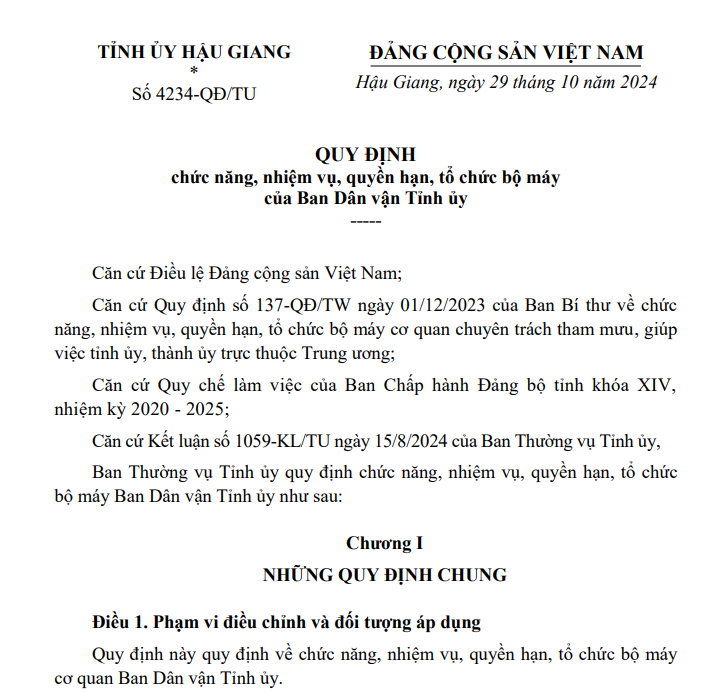 TỈNH ỦY HẬU GIANG
*
Số 4234-QĐ/TU
ĐẢNG CỘNG SẢN VIỆT NAM
Hậu Giang, ngày 29 tháng 10 năm 2024
QUY ĐỊNH
chức năng, nhiệm vụ, quyền hạn, tổ chức bộ máy
của Ban Dân vận Tỉnh ủy
-----
Căn cứ Điều lệ Đảng cộng sản Việt Nam;
Căn cứ Quy định số 137-QĐ/TW ngày 01/12/2023 của Ban Bí thư về chức
năng, nhiệm vụ, quyền hạn, tổ chức bộ máy cơ quan chuyên trách tham mưu, giúp
việc tỉnh ủy, thành ủy trực thuộc Trung ương;
Căn cứ Quy chế làm việc của Ban Chấp hành Đảng bộ tỉnh khóa XIV,
nhiệm kỳ 2020 - 2025;
Căn cứ Kết luận số 1059-KL/TU ngày 15/8/2024 của Ban Thường vụ Tỉnh ủy,
Ban Thường vụ Tỉnh ủy quy định chức năng, nhiệm vụ, quyền hạn, tổ chức
bộ máy Ban Dân vận Tỉnh ủy như sau:
Chương I
NHỮNG QUY ĐỊNH CHUNG
Điều 1. Phạm vi điều chỉnh và đối tượng áp dụng
Quy định này quy định về chức năng, nhiệm vụ, quyền hạn, tổ chức bộ máy
cơ quan Ban Dân vận Tỉnh ủy.